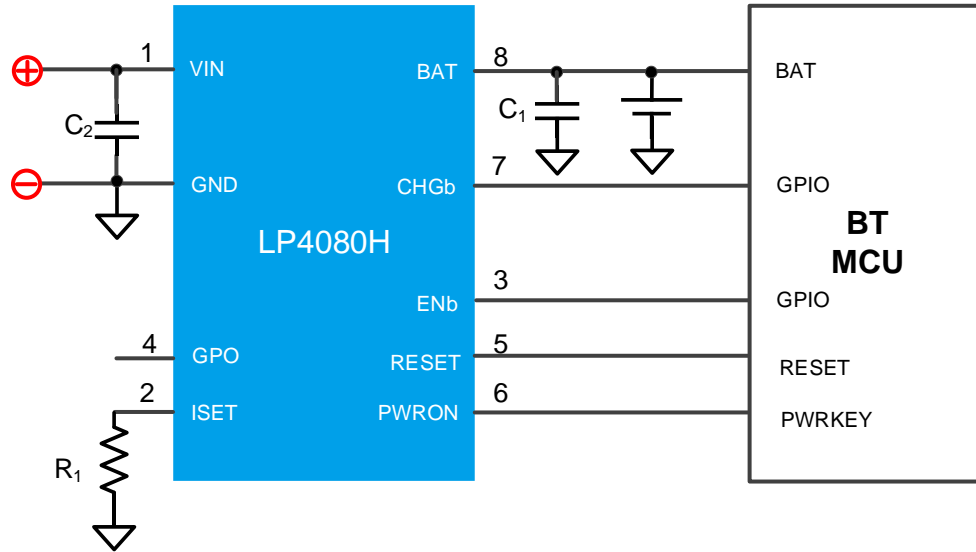 1
VIN
BAT
8
BAT
C₂
C₁
GND
CHGb
7
GPIO
LP4080H
BT
MCU
ENb
3
GPIO
4
GPO
RESET
5
RESET
2
ISET
PWRON
6
PWRKEY
R₁